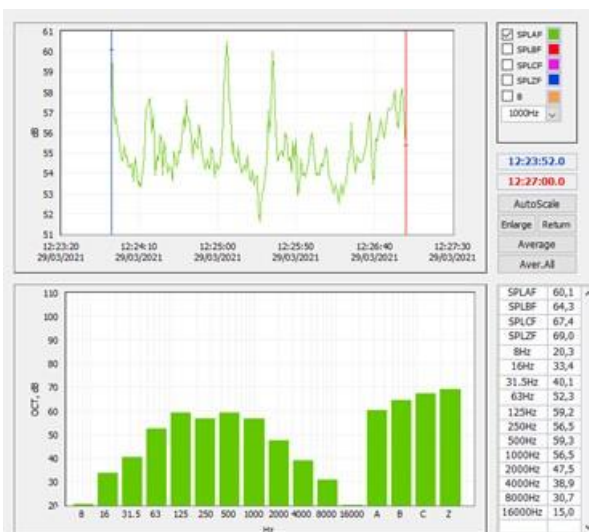 61
60
59
58
57
56
55
54
53
52
51
dB
12:23:20 12:24:10 12:25:00 12:25:50 12:26:40 12:27:30
29/03/2021 29/03/2021 29/03/2021 29/03/2021 29/03/2021 29/03/2021
SPLAF
SPLBF
SPLCF
SPLZF
B
1000Hz
12:23:52.0
12:27:00.0
AutoScale
Enlarge Return
Average
Aver.All
110
100
90
80
70
60
50
40
30
20
OCT, dB
8 16 31.5 63 125 250 500 1000 2000 4000 8000 16000 A B C Z
Hz
SPLAF 60,1
SPLBF 64,3
SPLCF 67,4
SPLZF 69,0
8Hz 20,3
16Hz 33,4
31.5Hz 40,1
63Hz 52,3
125Hz 59,2
250Hz 56,5
500Hz 59,3
1000Hz 56,5
2000Hz 47,5
4000Hz 38,9
8000Hz 30,7
16000Hz 15,0